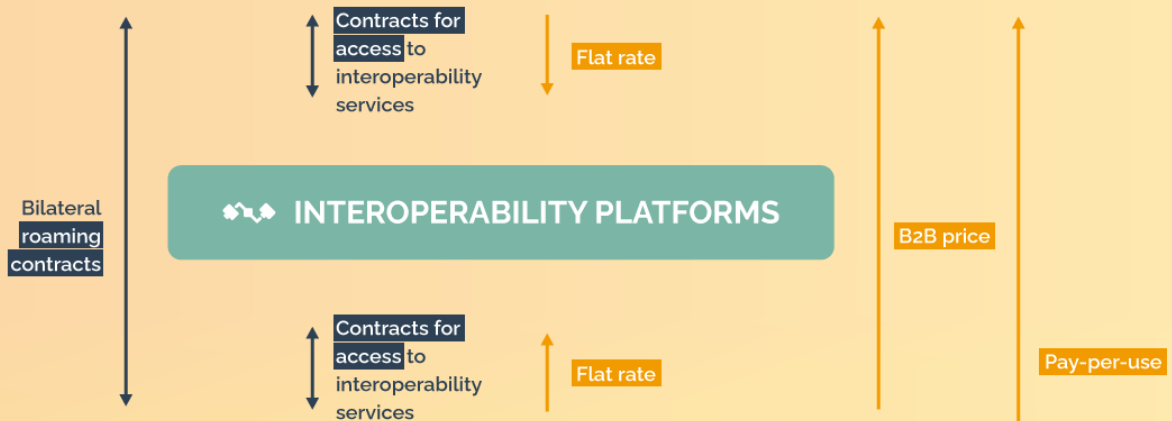 Contracts for
access to
interoperability
services
Flat rate
Bilateral
roaming
contracts
INTEROPERABILITY PLATFORMS
B2B price
Contracts for
access to
interoperability
services
Flat rate
Pay-per-use